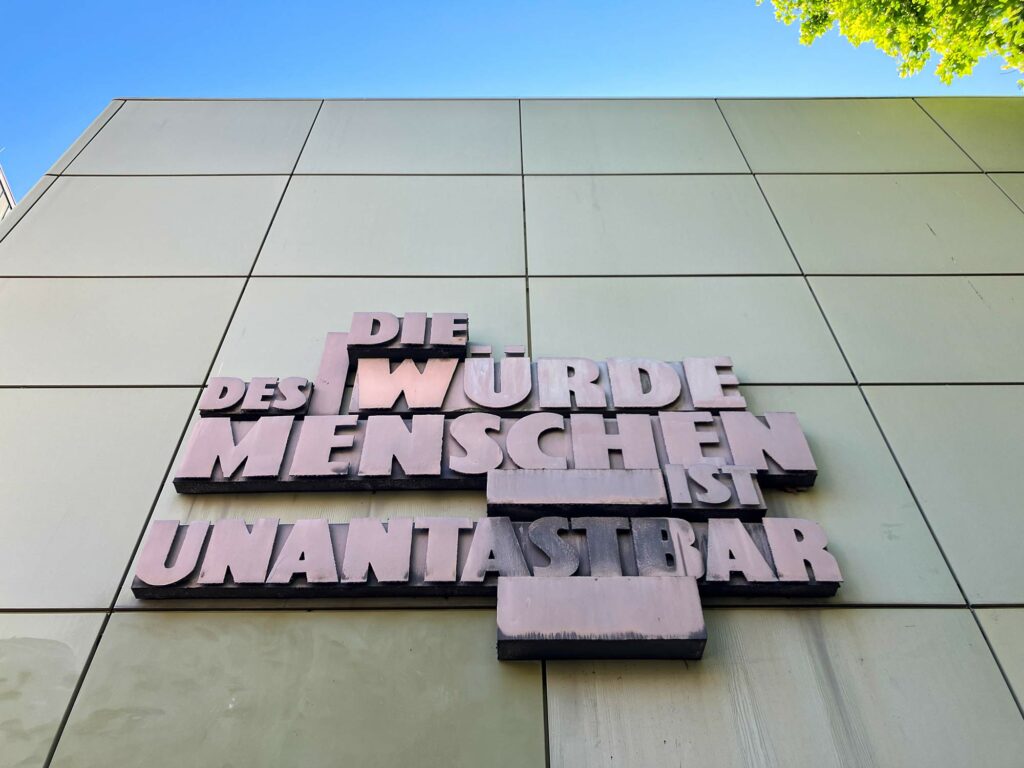 DIE
WÜRDE
DES
MENSCHEN
IST
UNANTASTBAR